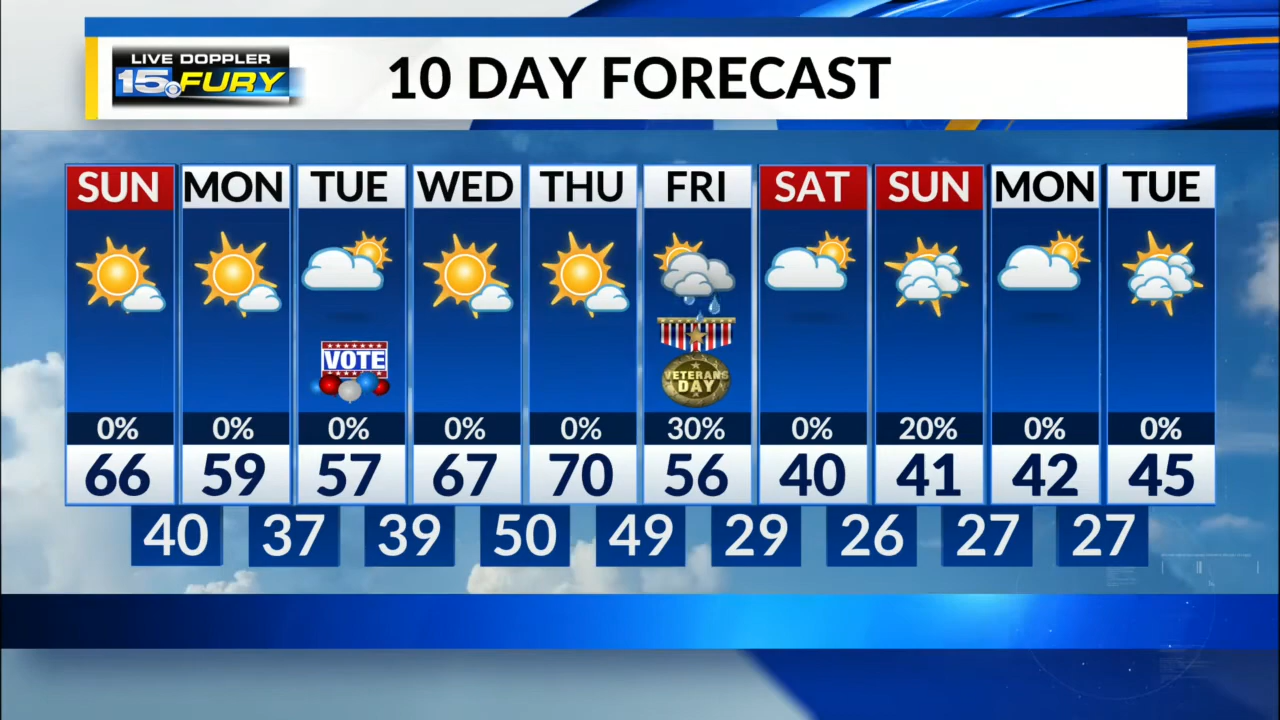 LIVE DOPPLER
15 FURY
10 DAY FORECAST
SUN MON TUE WED THU FRI SAT SUN MON TUE
VOTE
VETERANS
DAY
0% 0% 0% 0% 0% 30% 0% 20% 0% 0%
66 59 57 67 70 56 40 41 42 45
40 37 39 50 49 29 26 27 27